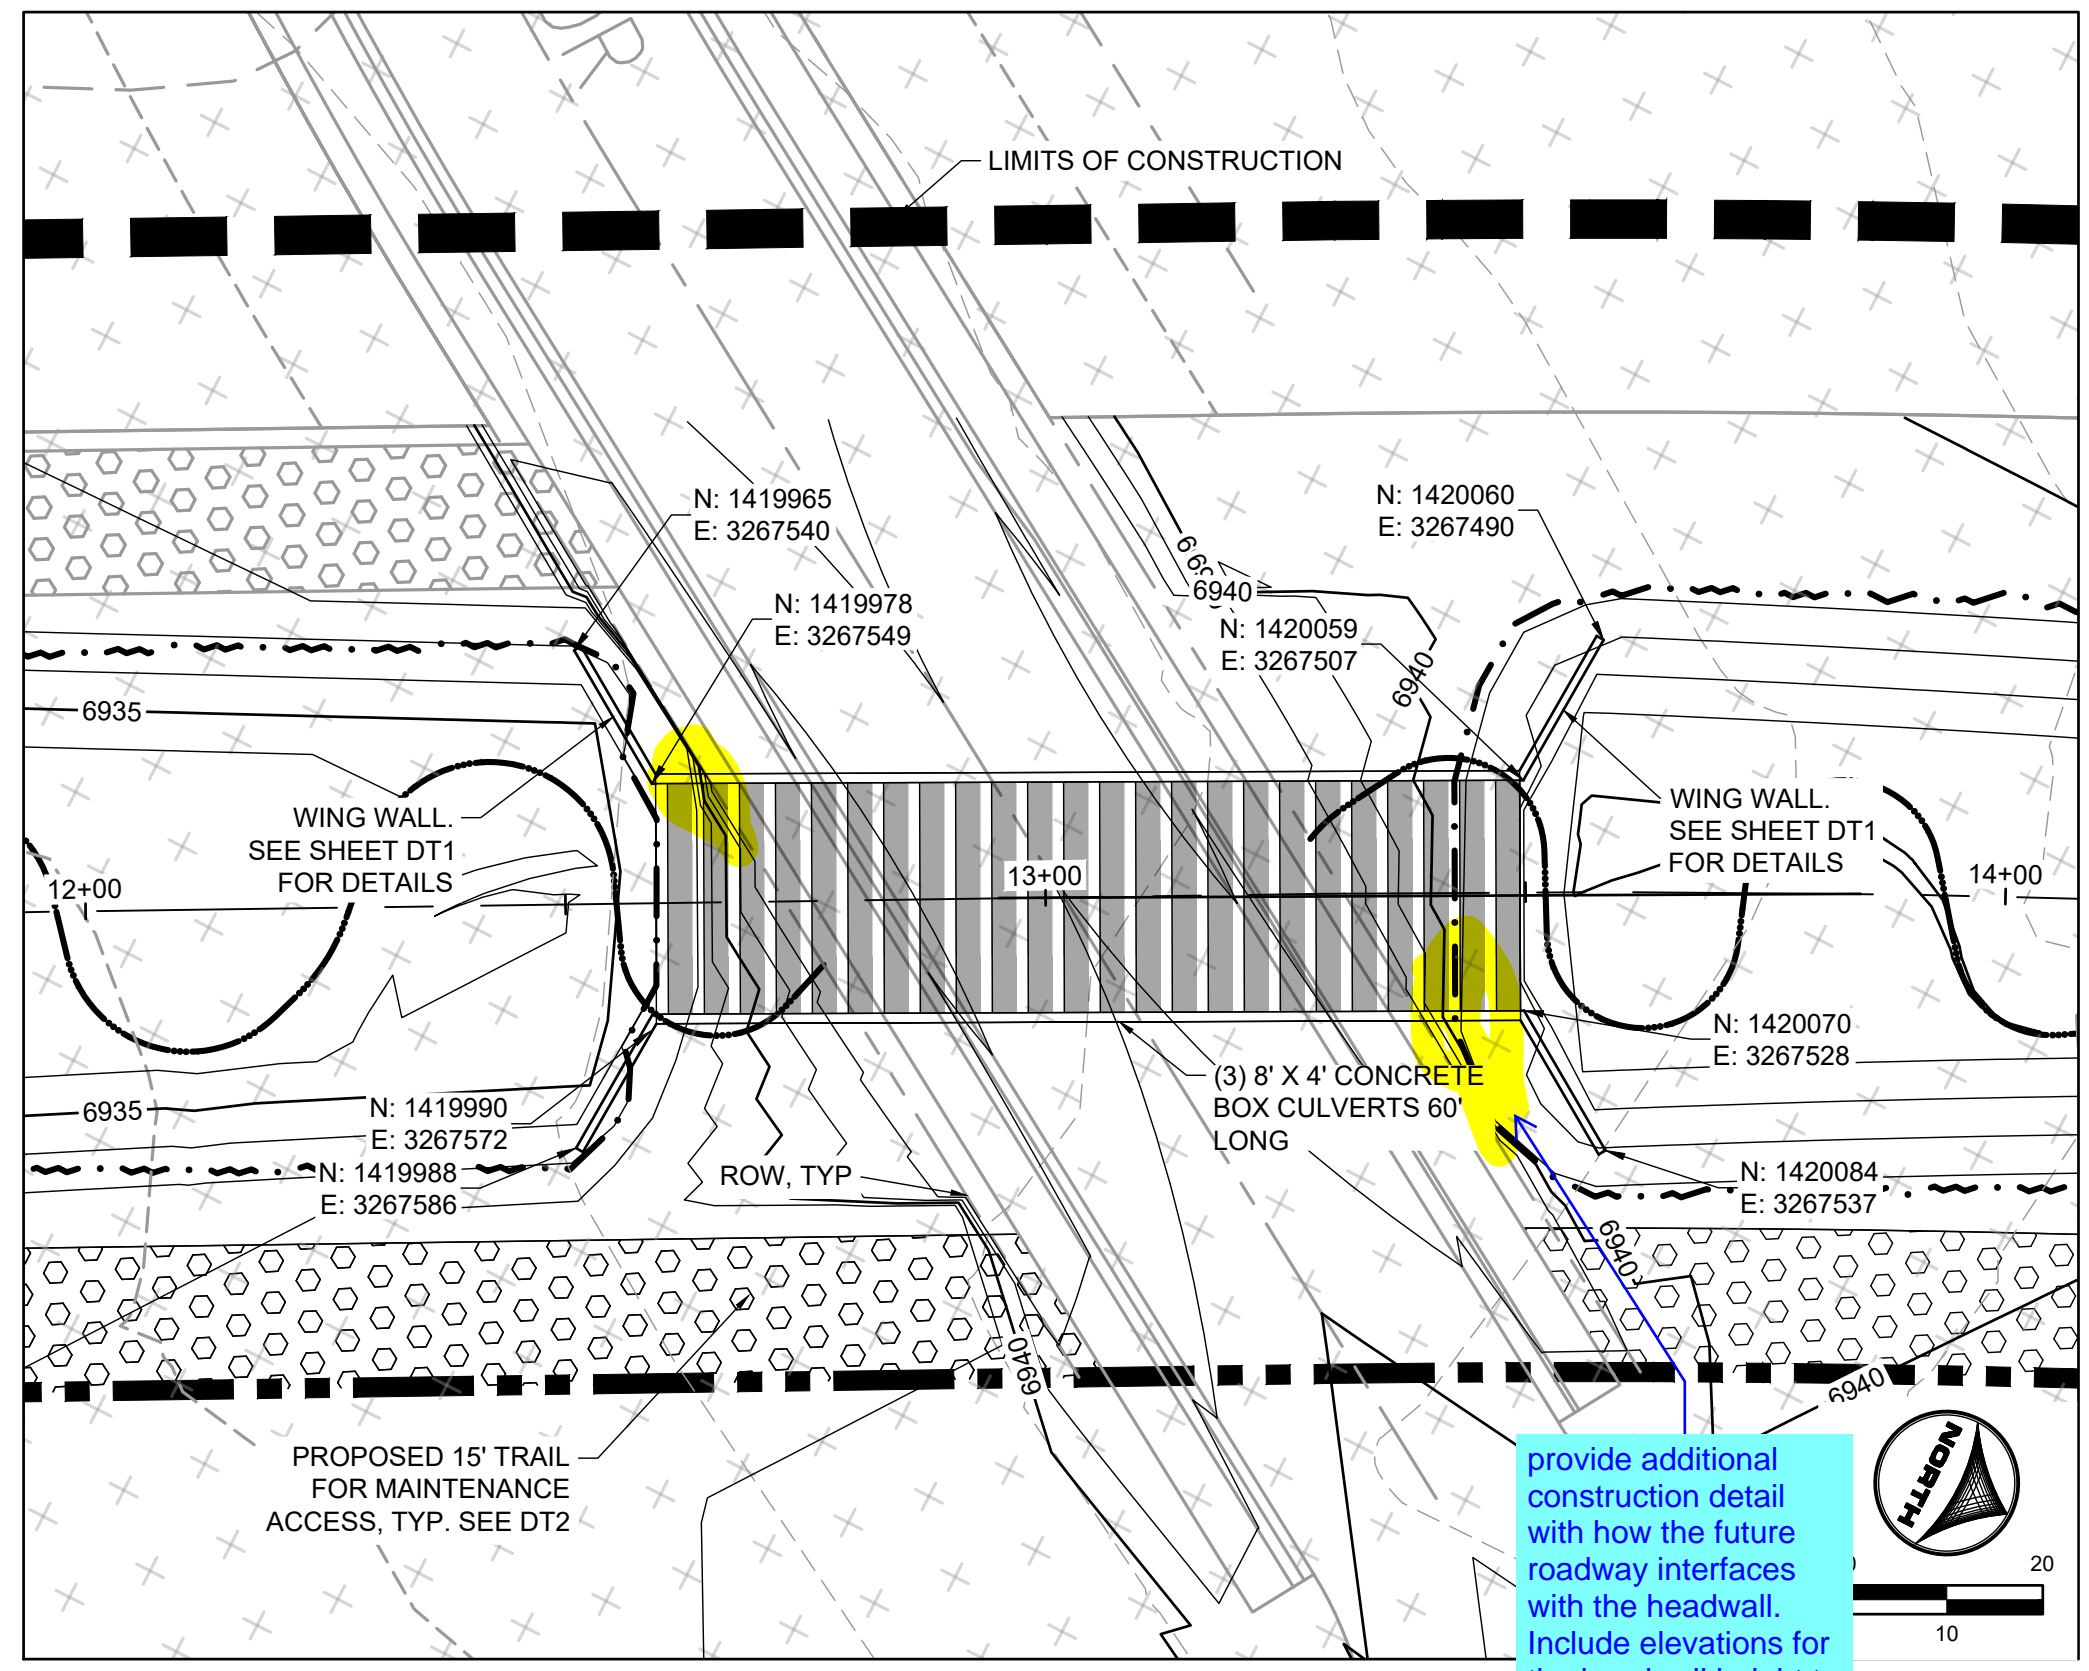 LIMITS OF CONSTRUCTION
N: 1419965
E: 3267540
N: 1420060
E: 3267490
6940
N: 1419978
E: 3267549
N: 1420059
E: 3267507
6940
6935
WING WALL.
SEE SHEET DT1
FOR DETAILS
WING WALL.
SEE SHEET DT1
FOR DETAILS
12+00
13+00
14+00
N: 1420070
E: 3267528
(3) 8' X 4' CONCRETE
BOX CULVERTS 60'
LONG
6935
N: 1419990
E: 3267572
N: 1419988
E: 3267586
ROW, TYP
N: 1420084
E: 3267537
6940
6940
6940
PROPOSED 15' TRAIL
FOR MAINTENANCE
ACCESS, TYP. SEE DT2
NORTH
provide additional
construction detail
with how the future
roadway interfaces
with the headwall.
Include elevations for
20
10